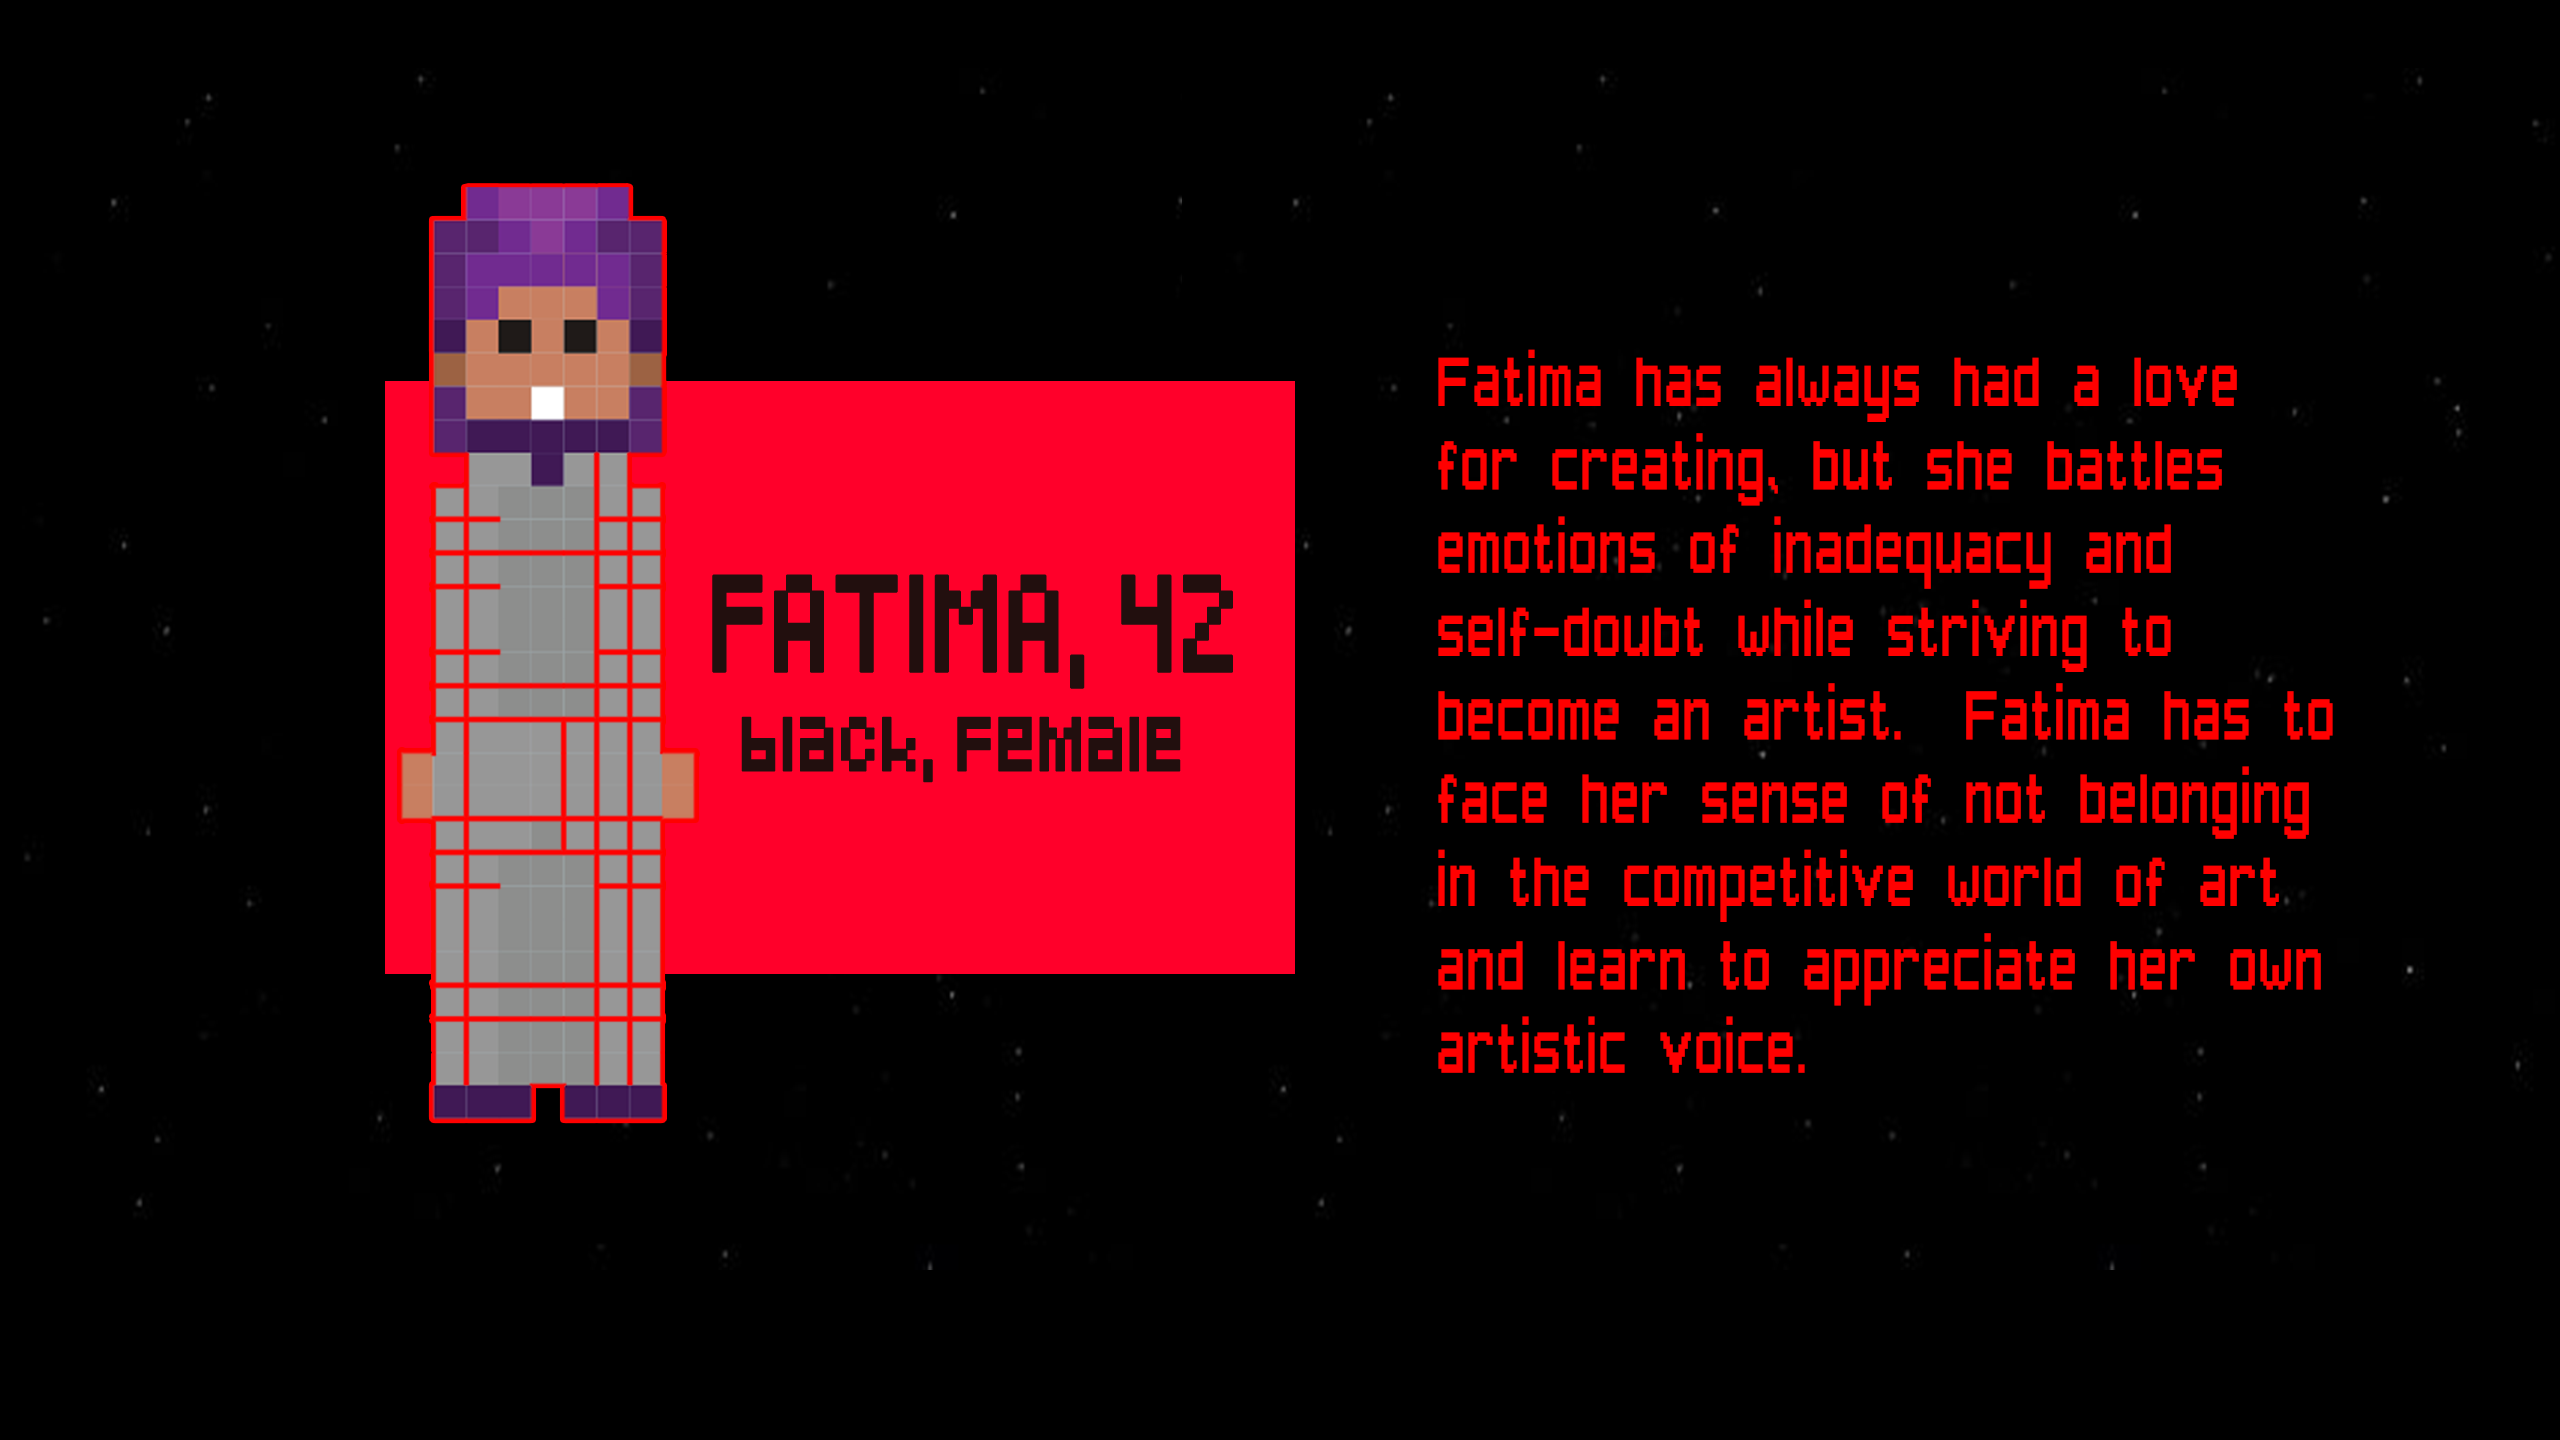 FATIMA, 42
black, Female
Fatima has always had a love
for creating, but she battles
emotions of inadequacy and
self-doubt while striving to
become an artist.  Fatima has to
face her sense of not belonging
in the competitive world of art
and learn to appreciate her own
artistic voice.